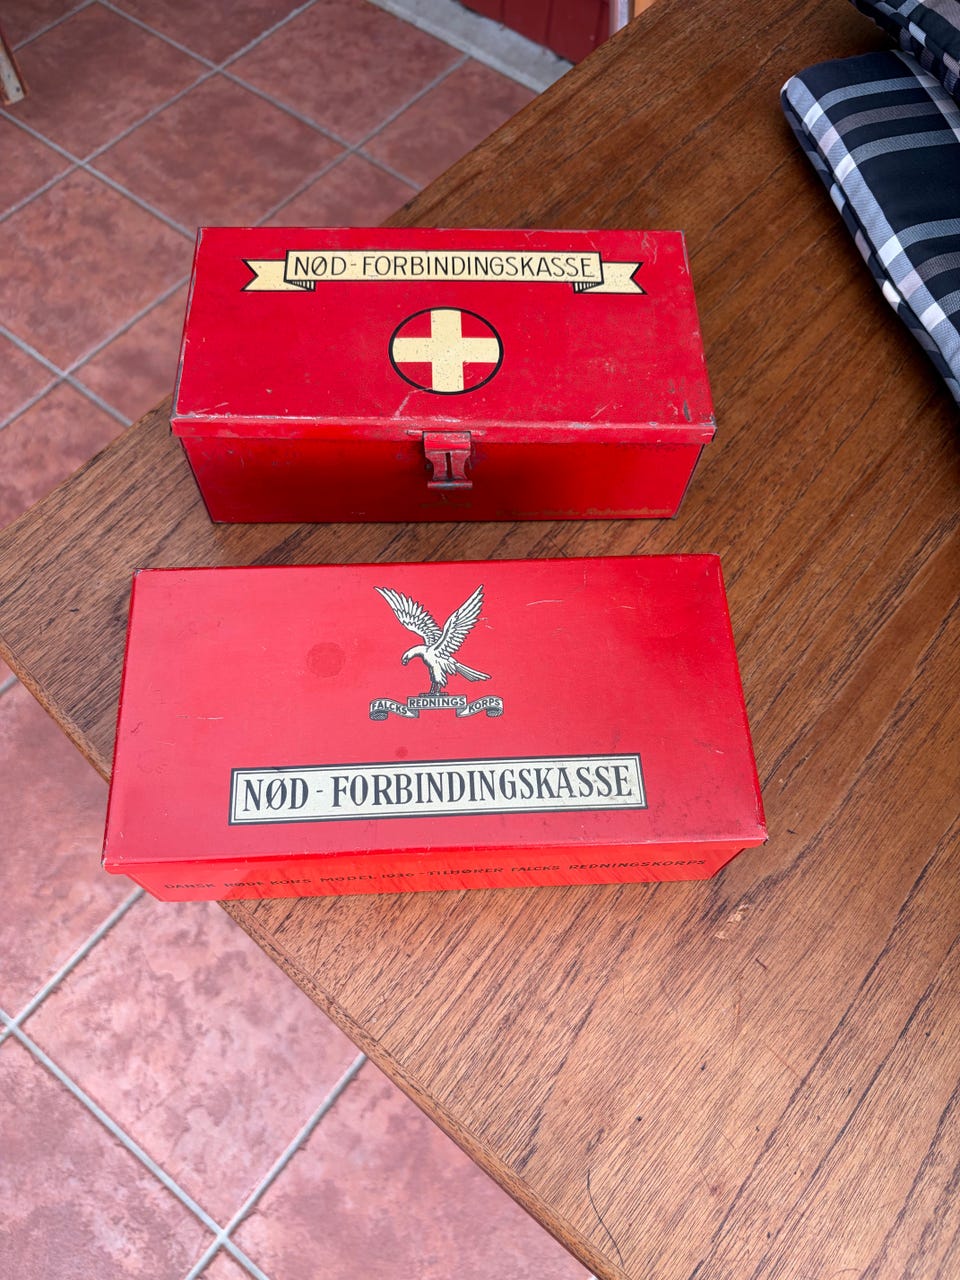 NØD-FORBINDINGSKASSE
FALCKS REDNINGS KORPS
NØD - FORBINDINGSKASSE
DANSK RØDE KORS MODEL 1936 - TILHØRER FALCKS REDNINGSKORPS